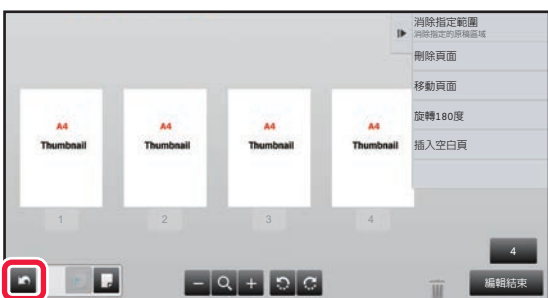 消除指定範圍
消除指定的原稿區域
刪除頁面
移動頁面
旋轉180度
插入空白頁
A4
Thumbnail
A4
Thumbnail
A4
Thumbnail
A4
Thumbnail
1
2
3
4
4
編輯結束